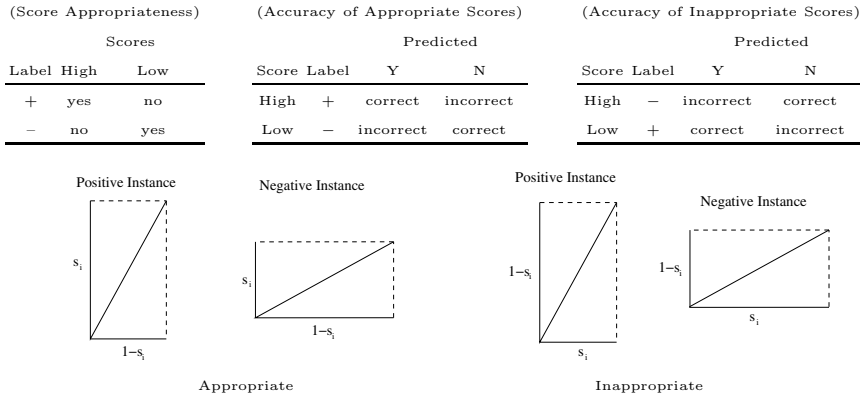 (Score Appropriateness)
Scores
Label High Low
+ yes no
– no yes
(Accuracy of Appropriate Scores)
Predicted
Score Label Y N
High + correct incorrect
Low − incorrect correct
(Accuracy of Inappropriate Scores)
Predicted
Score Label Y N
High − incorrect correct
Low + correct incorrect
Positive Instance
s_i
1−s_i
Negative Instance
s_i
1−s_i
Appropriate
Positive Instance
1−s_i
s_i
Negative Instance
1−s_i
s_i
Inappropriate